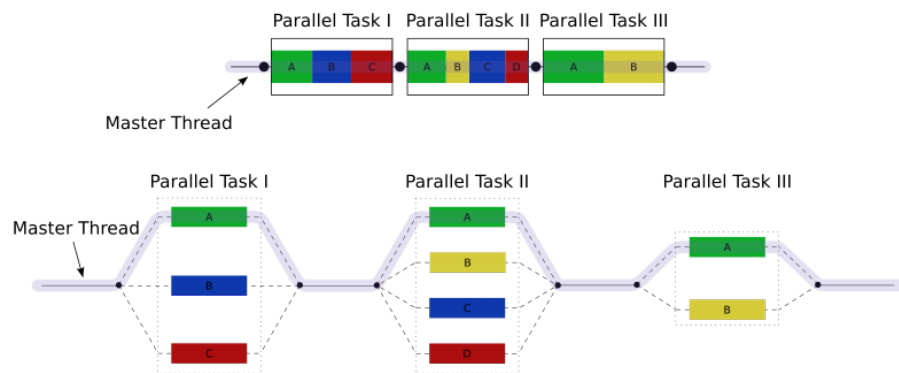 Parallel Task I Parallel Task II Parallel Task III
A B C A B C D A B
Master Thread
Parallel Task I Parallel Task II Parallel Task III
A A
Master Thread
A
B
B
C
B
C D